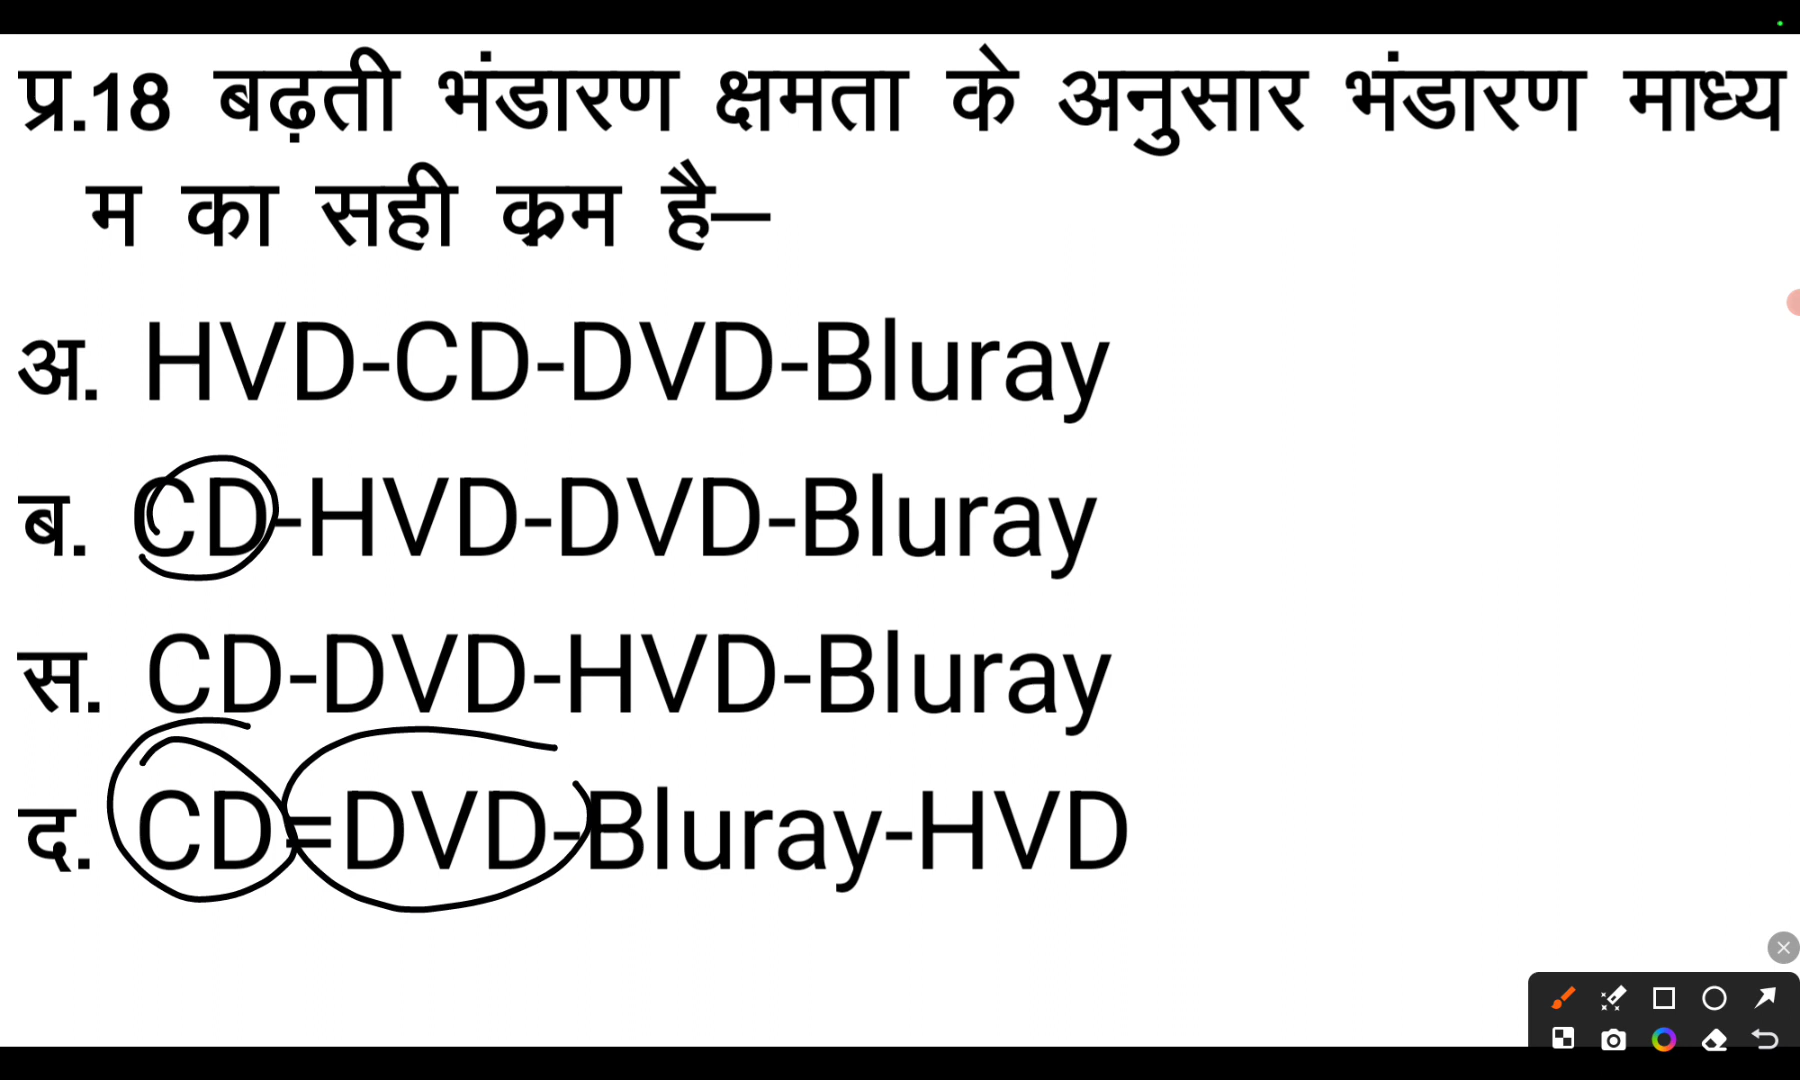 प्र.18 बढ़ती भंडारण क्षमता के अनुसार भंडारण माध्य
म का सही क्रम है–
अ. HVD-CD-DVD-Bluray
ब. CD-HVD-DVD-Bluray
स. CD-DVD-HVD-Bluray
द. CD=DVD-Bluray-HVD